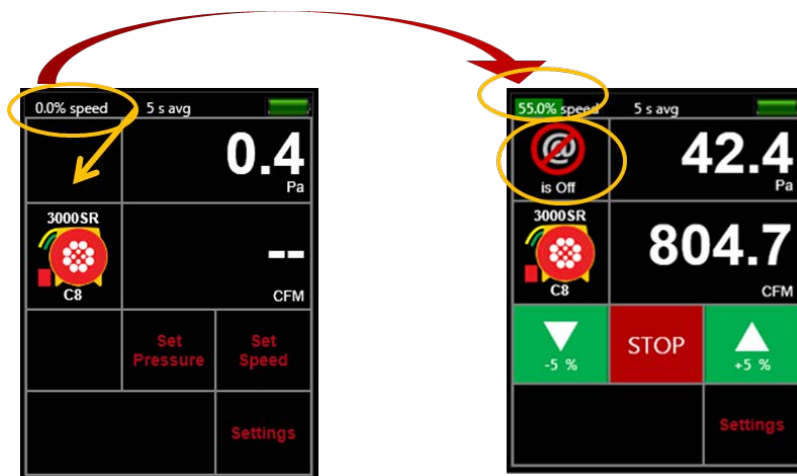 0.0% speed 5 s avg
0.4
Pa
3000SR
C8
--
CFM
Set
Pressure
Set
Speed
Settings
55.0% speed 5 s avg
@
is Off
42.4
Pa
3000SR
C8
804.7
CFM
-5 %
STOP
+5 %
Settings